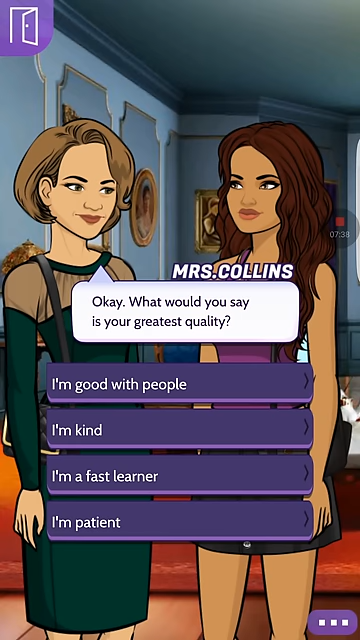 07:38
MRS.COLLINS
Okay. What would you say
is your greatest quality?
I'm good with people
I'm kind
I'm a fast learner
I'm patient